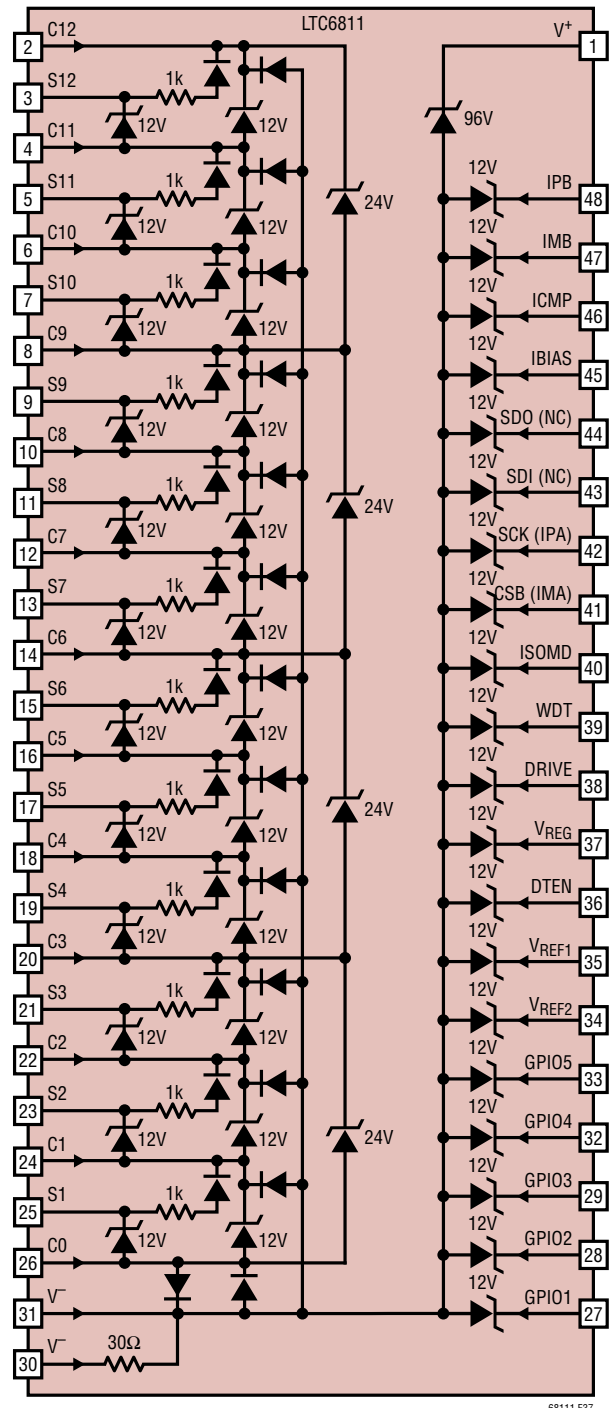 LTC6811
C12
2
S12
1k
3
12V 12V
C11
4
S11
1k
5
12V 12V
C10
6
S10
1k
7
12V 12V
C9
8
24V
S9
1k
9
12V 12V
C8
10
S8
1k
11
12V 12V
C7
12
S7
1k
13
12V 12V
C6
14
24V
S6
1k
15
12V 12V
C5
16
S5
1k
17
12V 12V
C4
18
S4
1k
19
12V 12V
C3
20
24V
S3
1k
21
12V 12V
C2
22
S2
1k
23
12V 12V
C1
24
S1
1k
25
12V 12V
C0
26
24V
V–
31
V–
30Ω
30
V+
1
96V
12V
IPB
48
12V
IMB
47
12V
ICMP
46
12V
IBIAS
45
12V
SDO (NC)
44
12V
SDI (NC)
43
12V
SCK (IPA)
42
12V
CSB (IMA)
41
12V
ISOMD
40
12V
WDT
39
12V
DRIVE
38
12V
VREG
37
12V
DTEN
36
12V
VREF1
35
12V
VREF2
34
12V
GPIO5
33
12V
GPIO4
32
12V
GPIO3
29
12V
GPIO2
28
12V
GPIO1
27
68111 F37